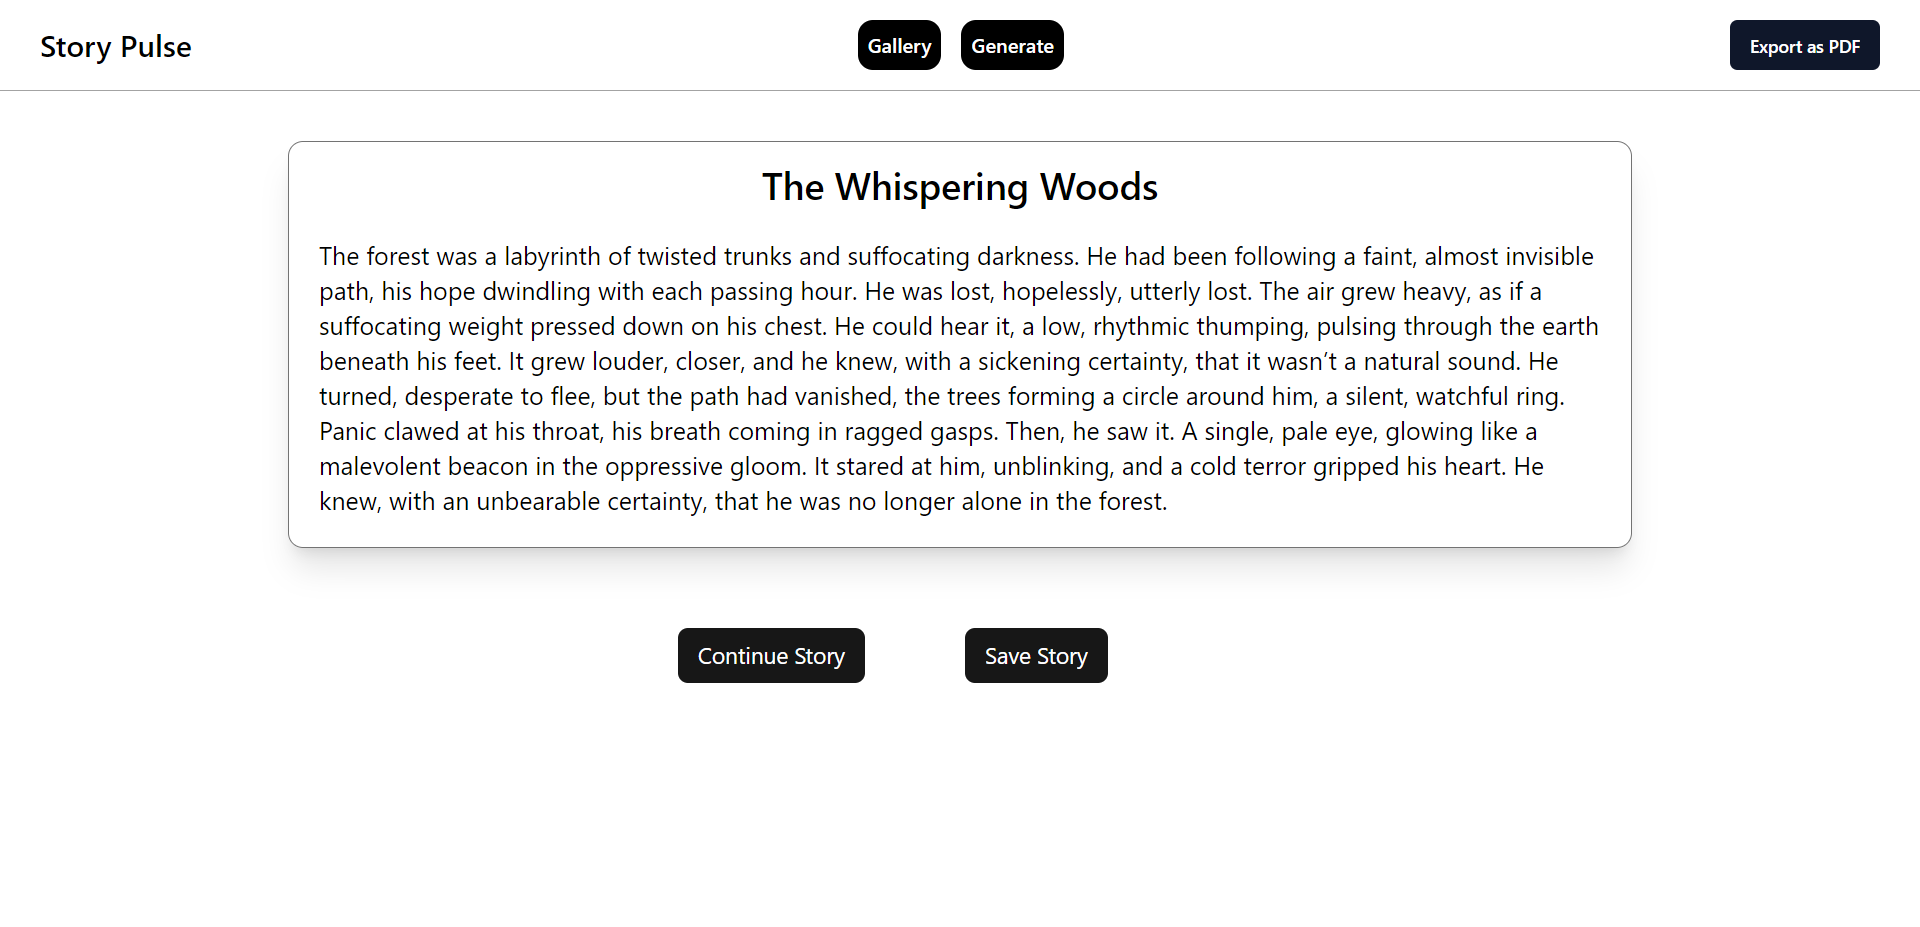 Story Pulse
Gallery
Generate
Export as PDF
The Whispering Woods
The forest was a labyrinth of twisted trunks and suffocating darkness. He had been following a faint, almost invisible
path, his hope dwindling with each passing hour. He was lost, hopelessly, utterly lost. The air grew heavy, as if a
suffocating weight pressed down on his chest. He could hear it, a low, rhythmic thumping, pulsing through the earth
beneath his feet. It grew louder, closer, and he knew, with a sickening certainty, that it wasn’t a natural sound. He
turned, desperate to flee, but the path had vanished, the trees forming a circle around him, a silent, watchful ring.
Panic clawed at his throat, his breath coming in ragged gasps. Then, he saw it. A single, pale eye, glowing like a
malevolent beacon in the oppressive gloom. It stared at him, unblinking, and a cold terror gripped his heart. He
knew, with an unbearable certainty, that he was no longer alone in the forest.
Continue Story
Save Story